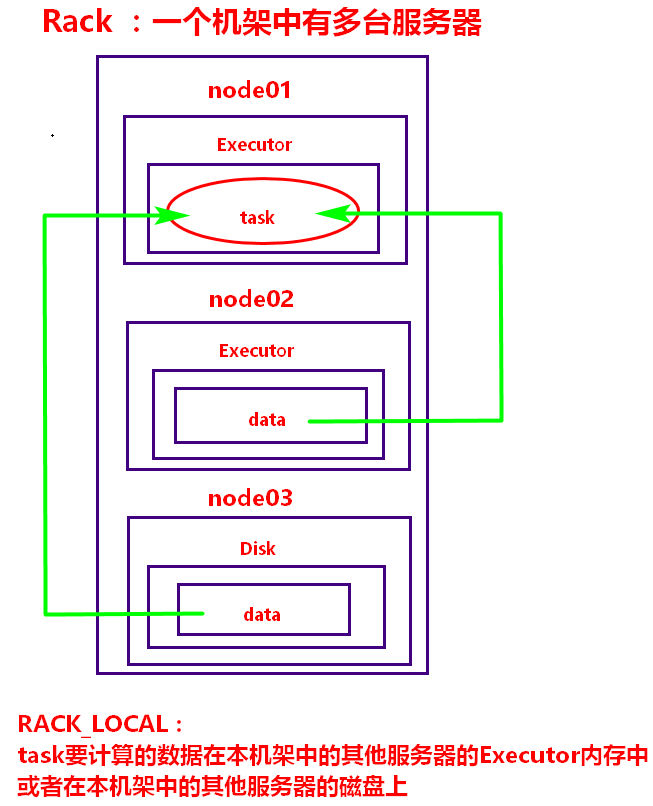 Rack ：一个机架中有多台服务器
node01
Executor
task
node02
Executor
data
node03
Disk
data
RACK_LOCAL：
task要计算的数据在本机架中的其他服务器的Executor内存中
或者在本机架中的其他服务器的磁盘上